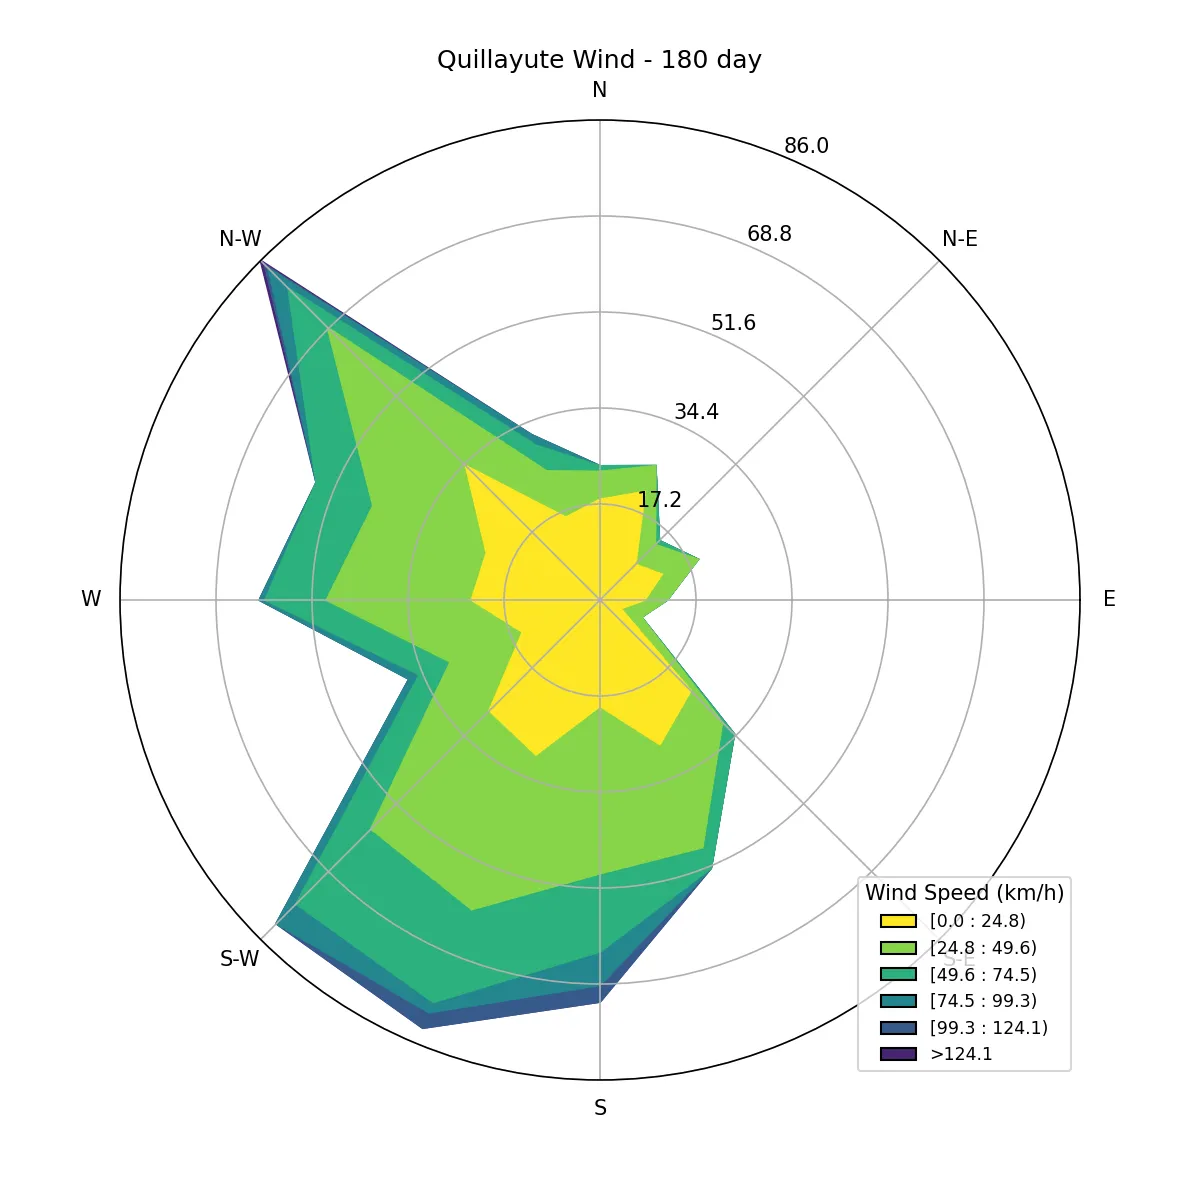 Quillayute Wind - 180 day
N
86.0
N-W
68.8
N-E
51.6
34.4
17.2
W
E
S-W
S-E
S
Wind Speed (km/h)
[0.0 : 24.8)
[24.8 : 49.6)
[49.6 : 74.5)
[74.5 : 99.3)
[99.3 : 124.1)
>124.1